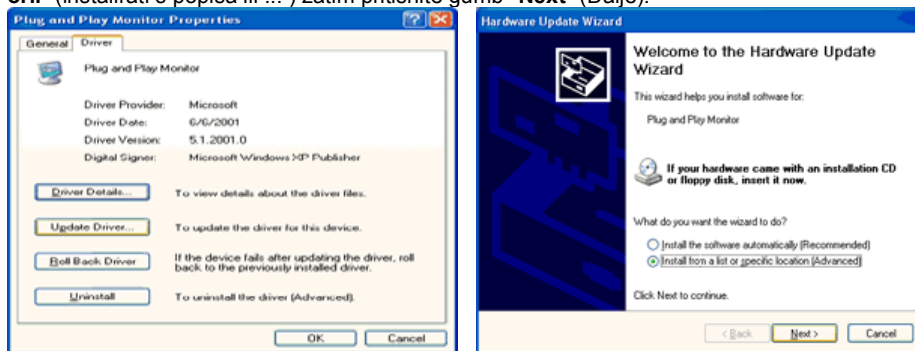 (instalirati s popisa ili ... ) zatim pritisnite gumb "Next" (Dalje).
Plug and Play Monitor Properties
General
Driver
Plug and Play Monitor
Driver Provider: Microsoft
Driver Date: 6/6/2001
Driver Version: 5.1.2001.0
Digital Signer: Microsoft Windows XP Publisher
Driver Details...
To view details about the driver files.
Update Driver...
To update the driver for this device.
Roll Back Driver
If the device fails after updating the driver, roll
back to the previously installed driver.
Uninstall
To uninstall the driver (Advanced).
OK
Cancel
Hardware Update Wizard
Welcome to the Hardware Update
Wizard
This wizard helps you install software for:
Plug and Play Monitor
If your hardware came with an installation CD
or floppy disk, insert it now.
What do you want the wizard to do?
Install the software automatically (Recommended)
Install from a list or specific location (Advanced)
Click Next to continue.
< Back
Next >
Cancel